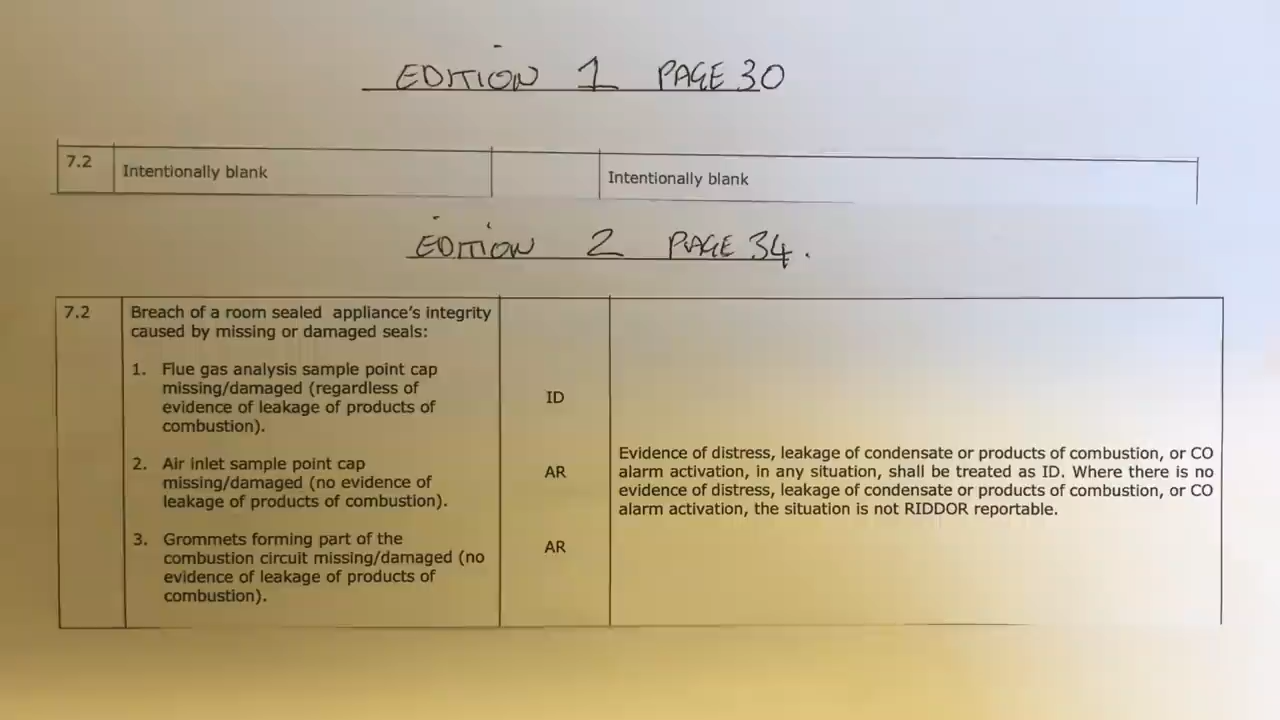 EDITION 1 PAGE 30
7.2
Intentionally blank
Intentionally blank
EDITION 2 PAGE 34.
7.2
Breach of a room sealed appliance's integrity
caused by missing or damaged seals:
1. Flue gas analysis sample point cap
missing/damaged (regardless of
evidence of leakage of products of
combustion).
ID
2. Air inlet sample point cap
missing/damaged (no evidence of
leakage of products of combustion).
AR
3. Grommets forming part of the
combustion circuit missing/damaged (no
evidence of leakage of products of
combustion).
AR
Evidence of distress, leakage of condensate or products of combustion, or CO
alarm activation, in any situation, shall be treated as ID. Where there is no
evidence of distress, leakage of condensate or products of combustion, or CO
alarm activation, the situation is not RIDDOR reportable.